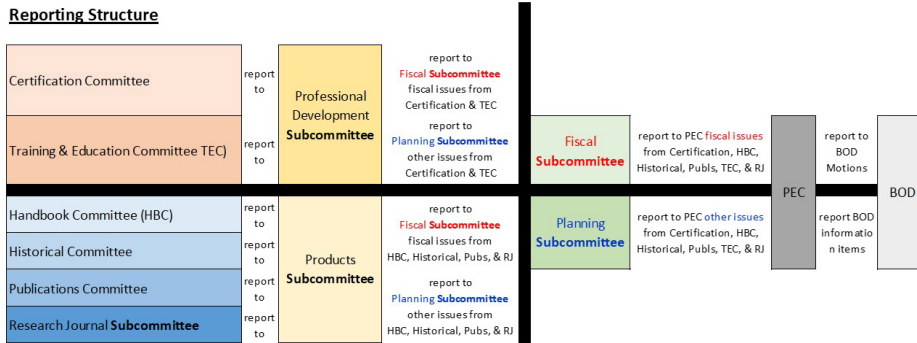 Reporting Structure
Certification Committee
report
to
Professional
Development
Subcommittee
report to
Fiscal Subcommittee
fiscal issues from
Certification & TEC
Training & Education Committee TEC)
report
to
report to
Planning Subcommittee
other issues from
Certification & TEC
Fiscal
Subcommittee
report to PEC fiscal issues
from Certification, HBC,
Historical, Publs, TEC, & RJ
PEC
report to
BOD
Motions
BOD
Handbook Committee (HBC)
report
to
Historical Committee
report
to
Publications Committee
report
to
Research Journal Subcommittee
report
to
Products
Subcommittee
report to
Fiscal Subcommittee
fiscal issues from
HBC, Historical, Pubs, & RJ
report to
Planning Subcommittee
other issues from
HBC, Historical, Pubs, & RJ
Planning
Subcommittee
report to PEC other issues
from Certification, HBC,
Historical, Publs, TEC, & RJ
report BOD
informatio
n items